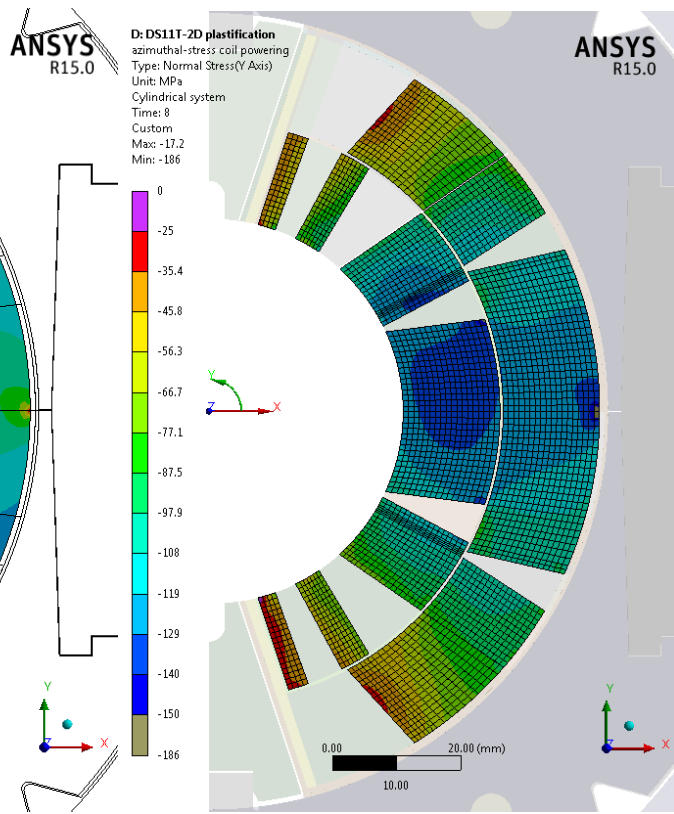 ANSYS
R15.0
D: DS11T-2D plastification
azimuthal-stress coil powering
Type: Normal Stress(Y Axis)
Unit: MPa
Cylindrical system
Time: 8
Custom
Max: -17.2
Min: -186
ANSYS
R15.0
0
-25
-35.4
-45.8
-56.3
-66.7
-77.1
-87.5
-97.9
-108
-119
-129
-140
-150
-186
Y
Z
X
Y
Z
X
0.00
20.00 (mm)
10.00
Y
Z
X